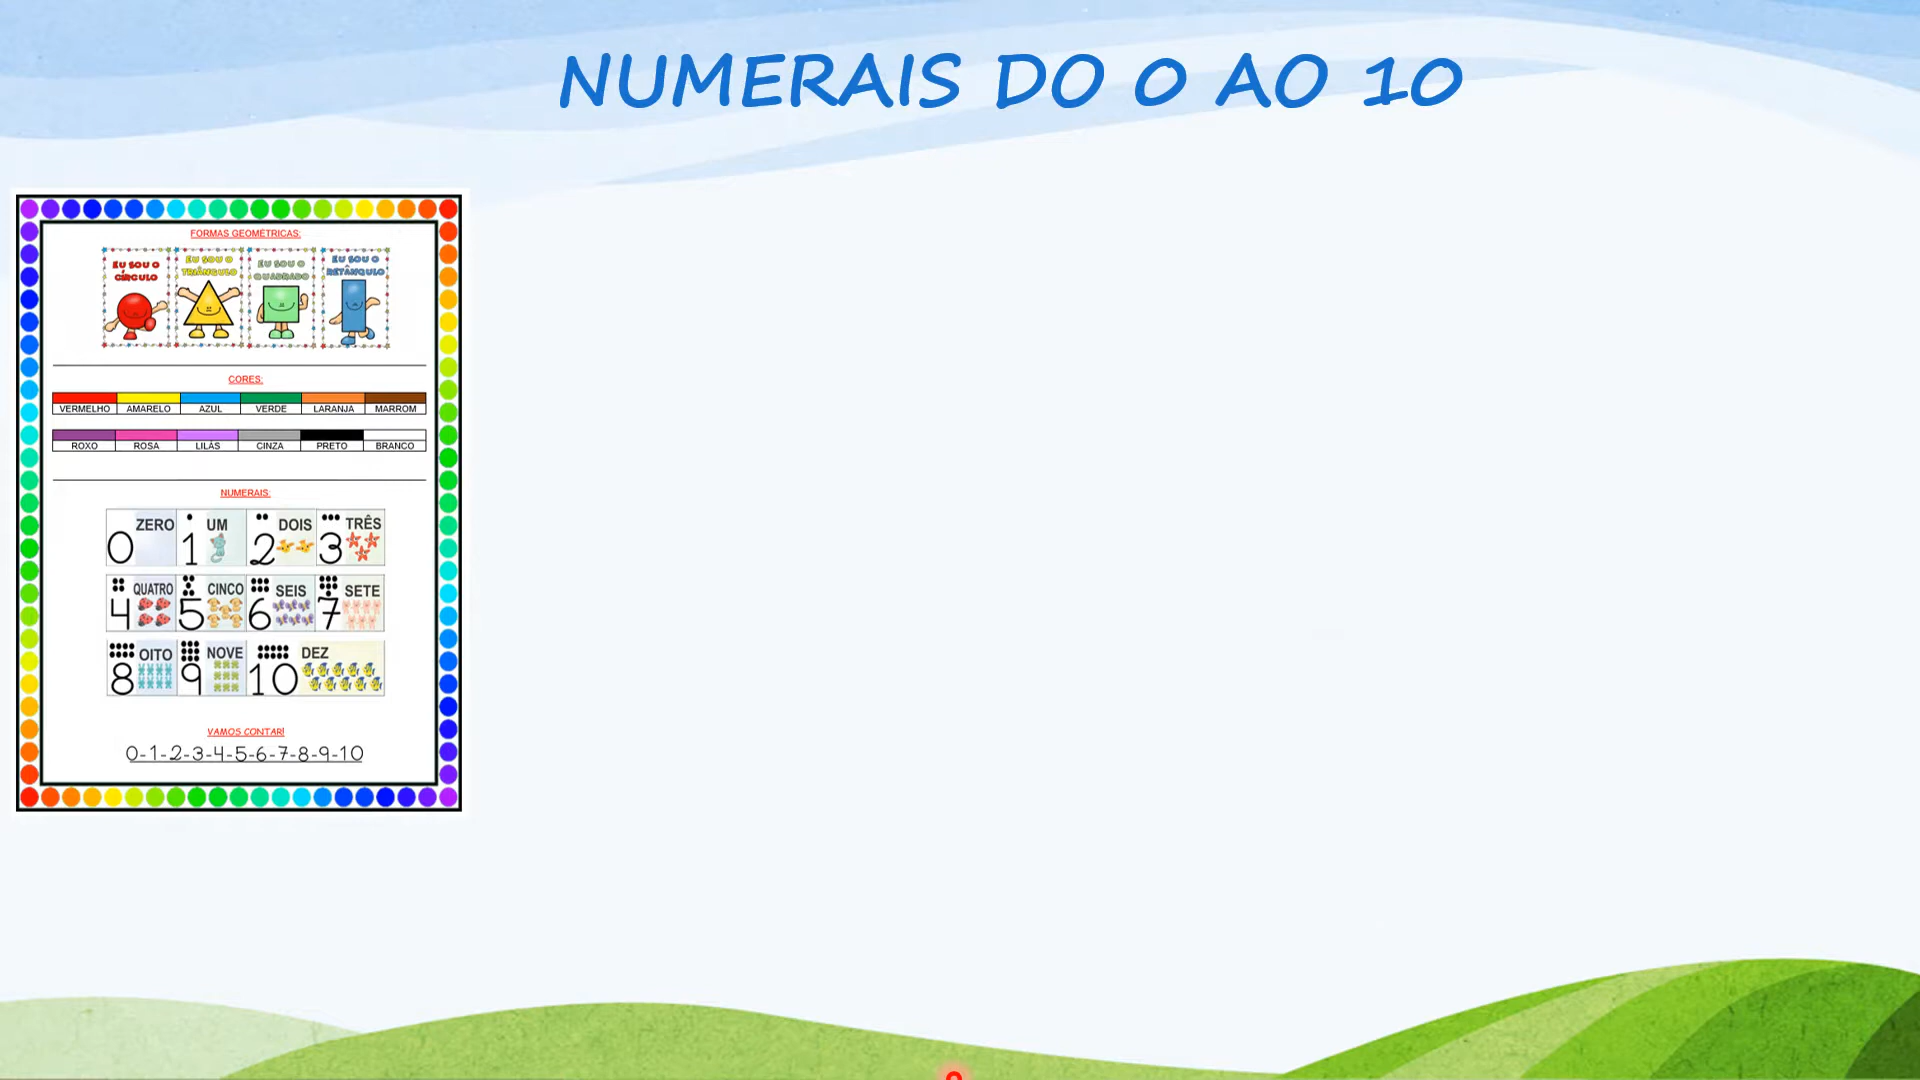 NUMERAIS DO 0 AO 10
FORMAS GEOMÉTRICAS:
EU SOU O CÍRCULO
EU SOU O TRIÂNGULO
EU SOU O QUADRADO
EU SOU O RETÂNGULO
CORES:
VERMELHO AMARELO AZUL VERDE LARANJA MARROM
ROXO ROSA LILÁS CINZA PRETO BRANCO
NUMERAIS:
0 ZERO 1 UM 2 DOIS 3 TRÊS
4 QUATRO 5 CINCO 6 SEIS 7 SETE
8 OITO 9 NOVE 10 DEZ
VAMOS CONTAR!
0-1-2-3-4-5-6-7-8-9-10